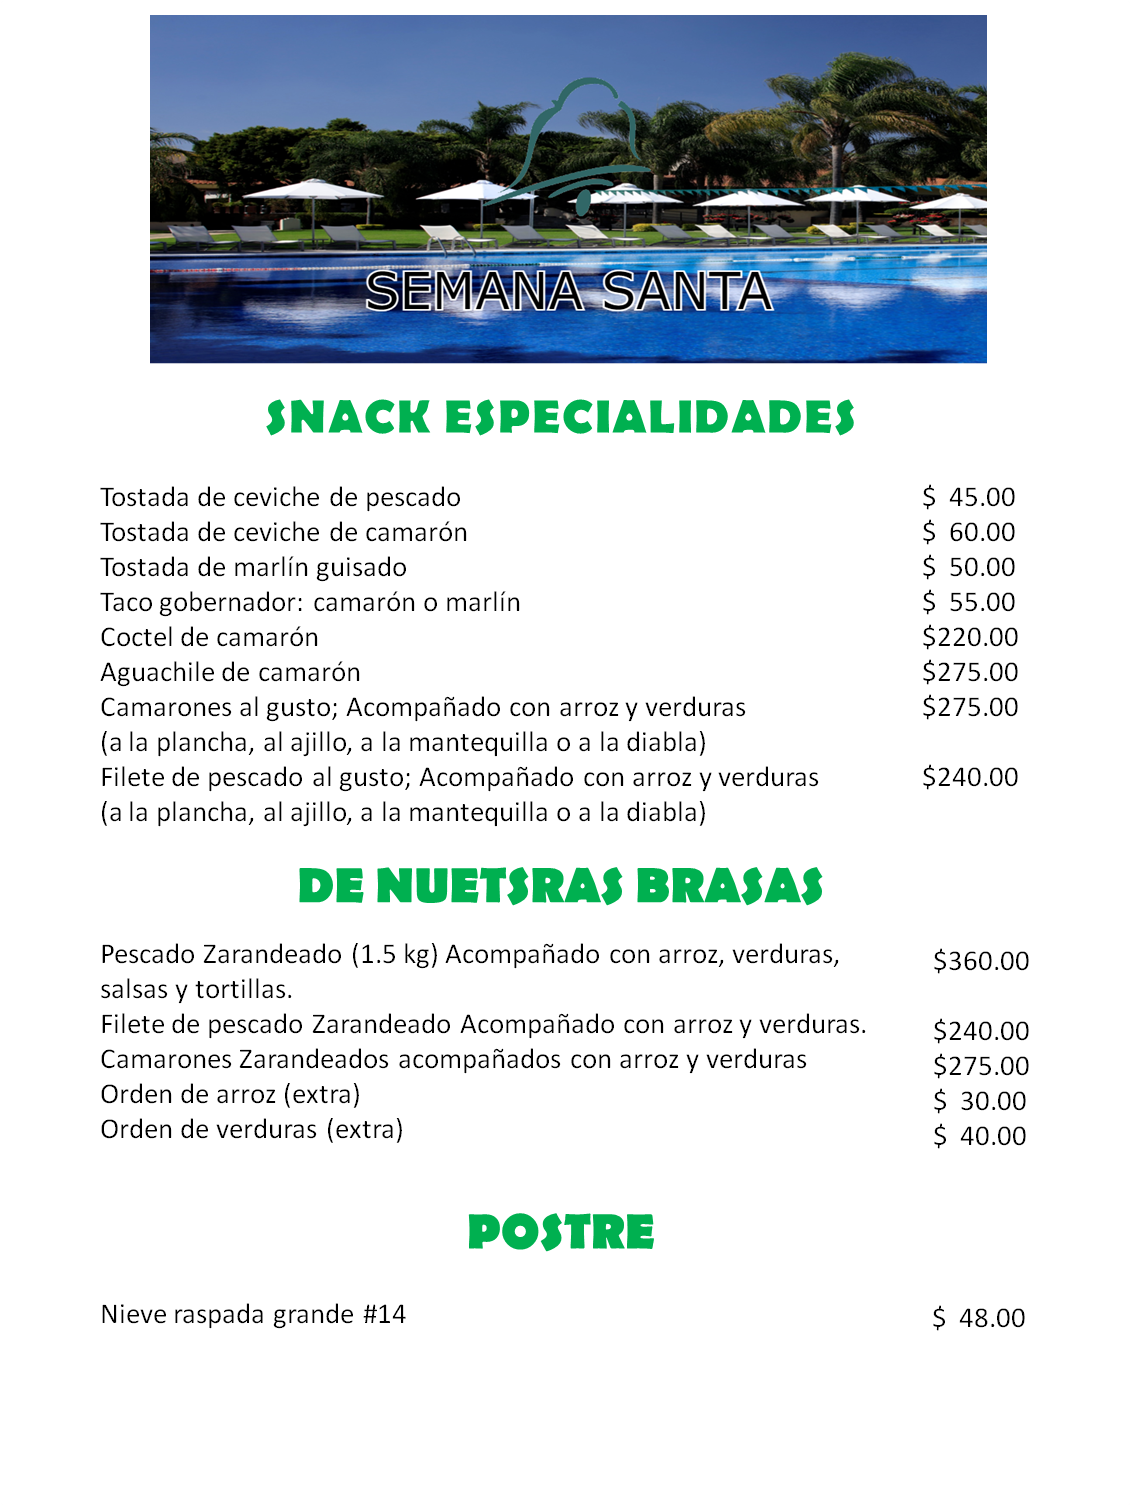 SEMANA SANTA
SNACK ESPECIALIDADES
Tostada de ceviche de pescado $ 45.00
Tostada de ceviche de camarón $ 60.00
Tostada de marlín guisado $ 50.00
Taco gobernador: camarón o marlín $ 55.00
Coctel de camarón $220.00
Aguachile de camarón $275.00
Camarones al gusto; Acompañado con arroz y verduras $275.00
(a la plancha, al ajillo, a la mantequilla o a la diabla)
Filete de pescado al gusto; Acompañado con arroz y verduras $240.00
(a la plancha, al ajillo, a la mantequilla o a la diabla)
DE NUETSRAS BRASAS
Pescado Zarandeado (1.5 kg) Acompañado con arroz, verduras, $360.00
salsas y tortillas.
Filete de pescado Zarandeado Acompañado con arroz y verduras. $240.00
Camarones Zarandeados acompañados con arroz y verduras $275.00
Orden de arroz (extra) $ 30.00
Orden de verduras (extra) $ 40.00
POSTRE
Nieve raspada grande #14 $ 48.00